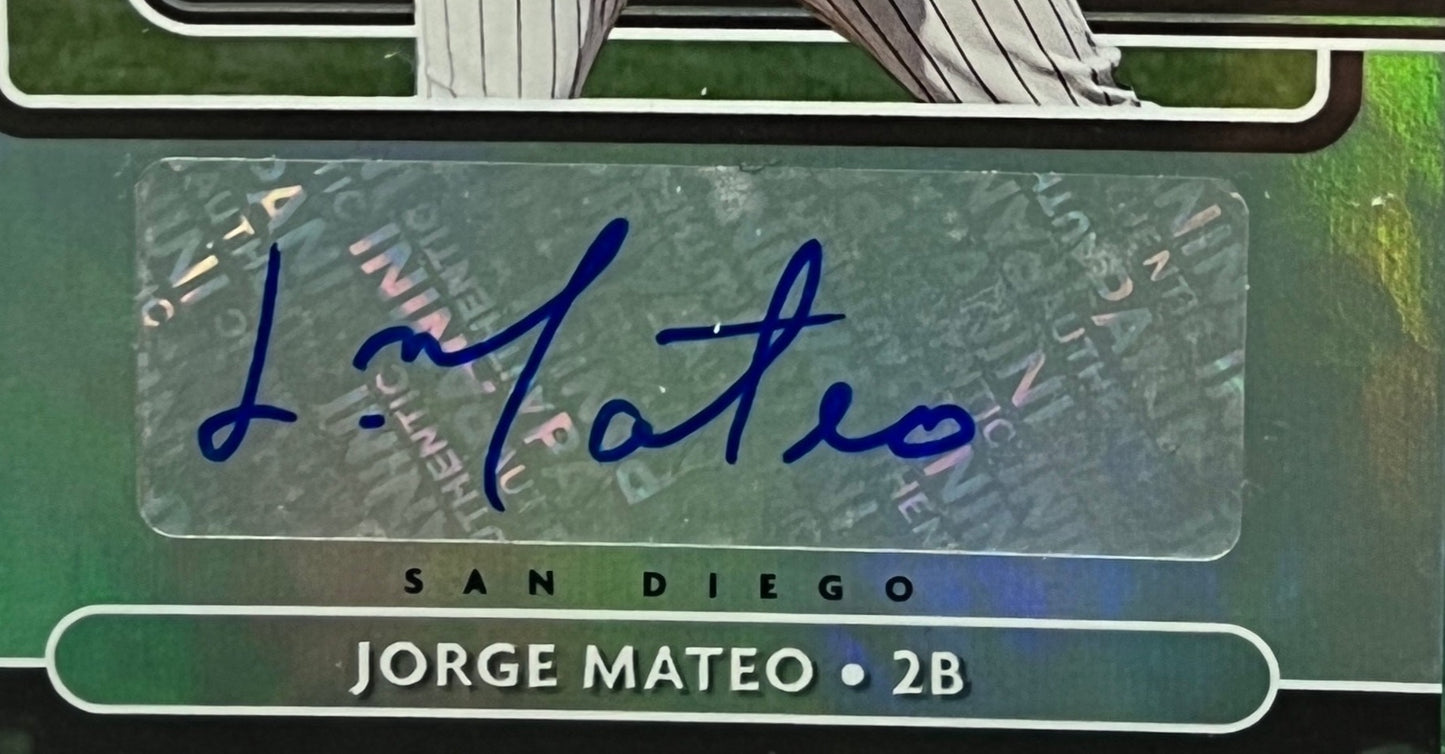 J. Mateo
SAN DIEGO
JORGE MATEO • 2B